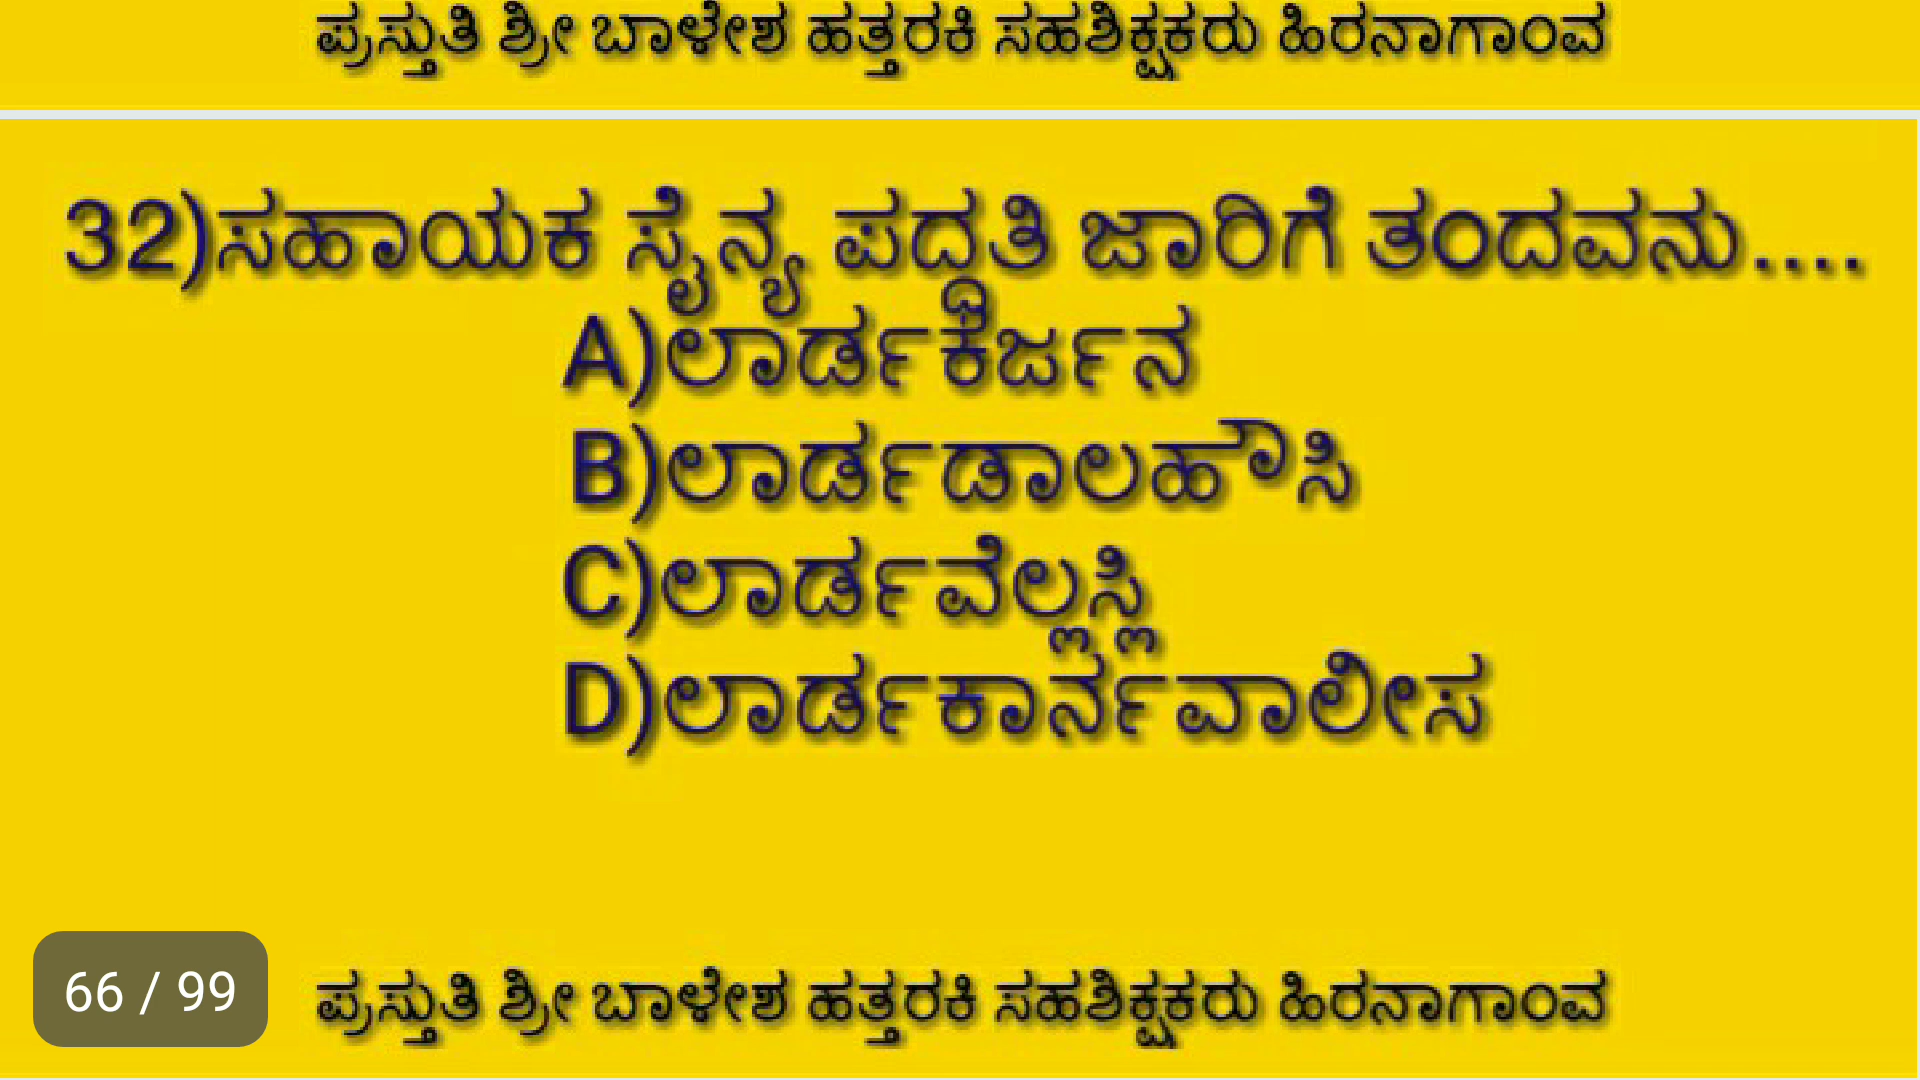 ಪ್ರಸ್ತುತಿ ಶ್ರೀ ಬಾಳೇಶ ಹತ್ತರಕಿ ಸಹಶಿಕ್ಷಕರು ಹಿರನಾಗಾಂವ
32)ಸಹಾಯಕ ಸೈನ್ಯ ಪದ್ಧತಿ ಜಾರಿಗೆ ತಂದವನು....
A)ಲಾರ್ಡಕರ್ಜನ
B)ಲಾರ್ಡಡಾಲಹೌಸಿ
C)ಲಾರ್ಡವೆಲ್ಲಸ್ಲಿ
D)ಲಾರ್ಡಕಾರ್ನವಾಲೀಸ
66 / 99
ಪ್ರಸ್ತುತಿ ಶ್ರೀ ಬಾಳೇಶ ಹತ್ತರಕಿ ಸಹಶಿಕ್ಷಕರು ಹಿರನಾಗಾಂವ